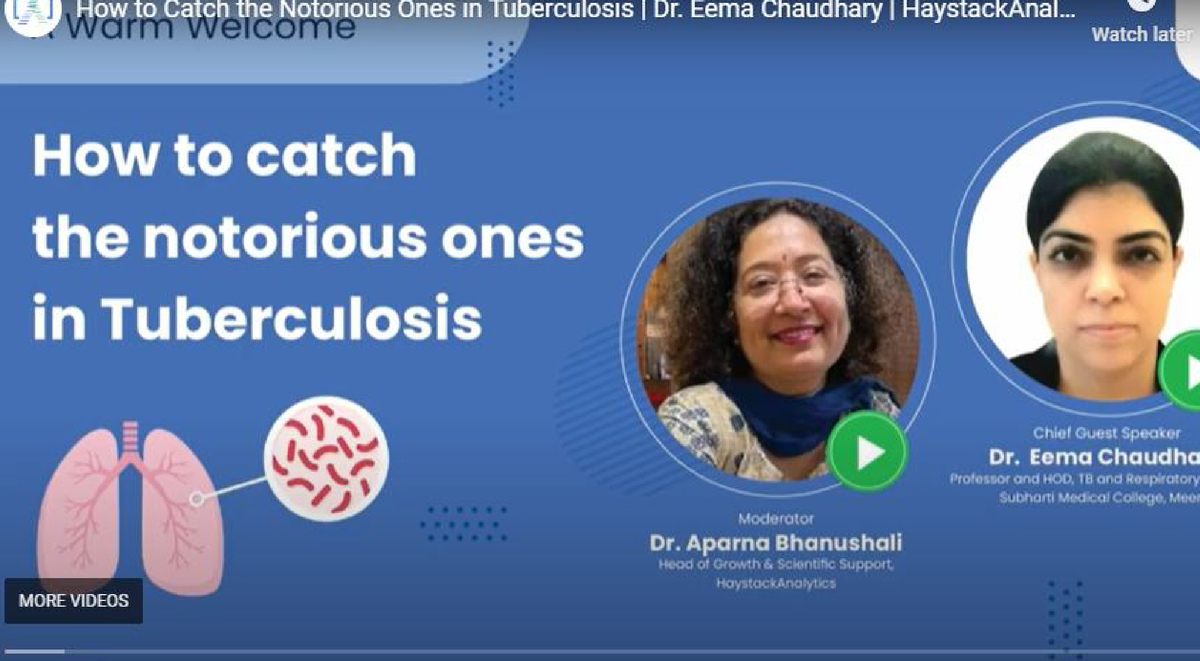 How to Catch the Notorious Ones in Tuberculosis | Dr. Eema Chaudhary | HaystackAnal...
Watch later
A Warm Welcome
How to catch
the notorious ones
in Tuberculosis
Chief Guest Speaker
Dr. Eema Chaudha
Professor and HOD, TB and Respiratory
Subharti Medical College, Mee
Moderator
Dr. Aparna Bhanushali
Head of Growth & Scientific Support,
HaystackAnalytics
MORE VIDEOS